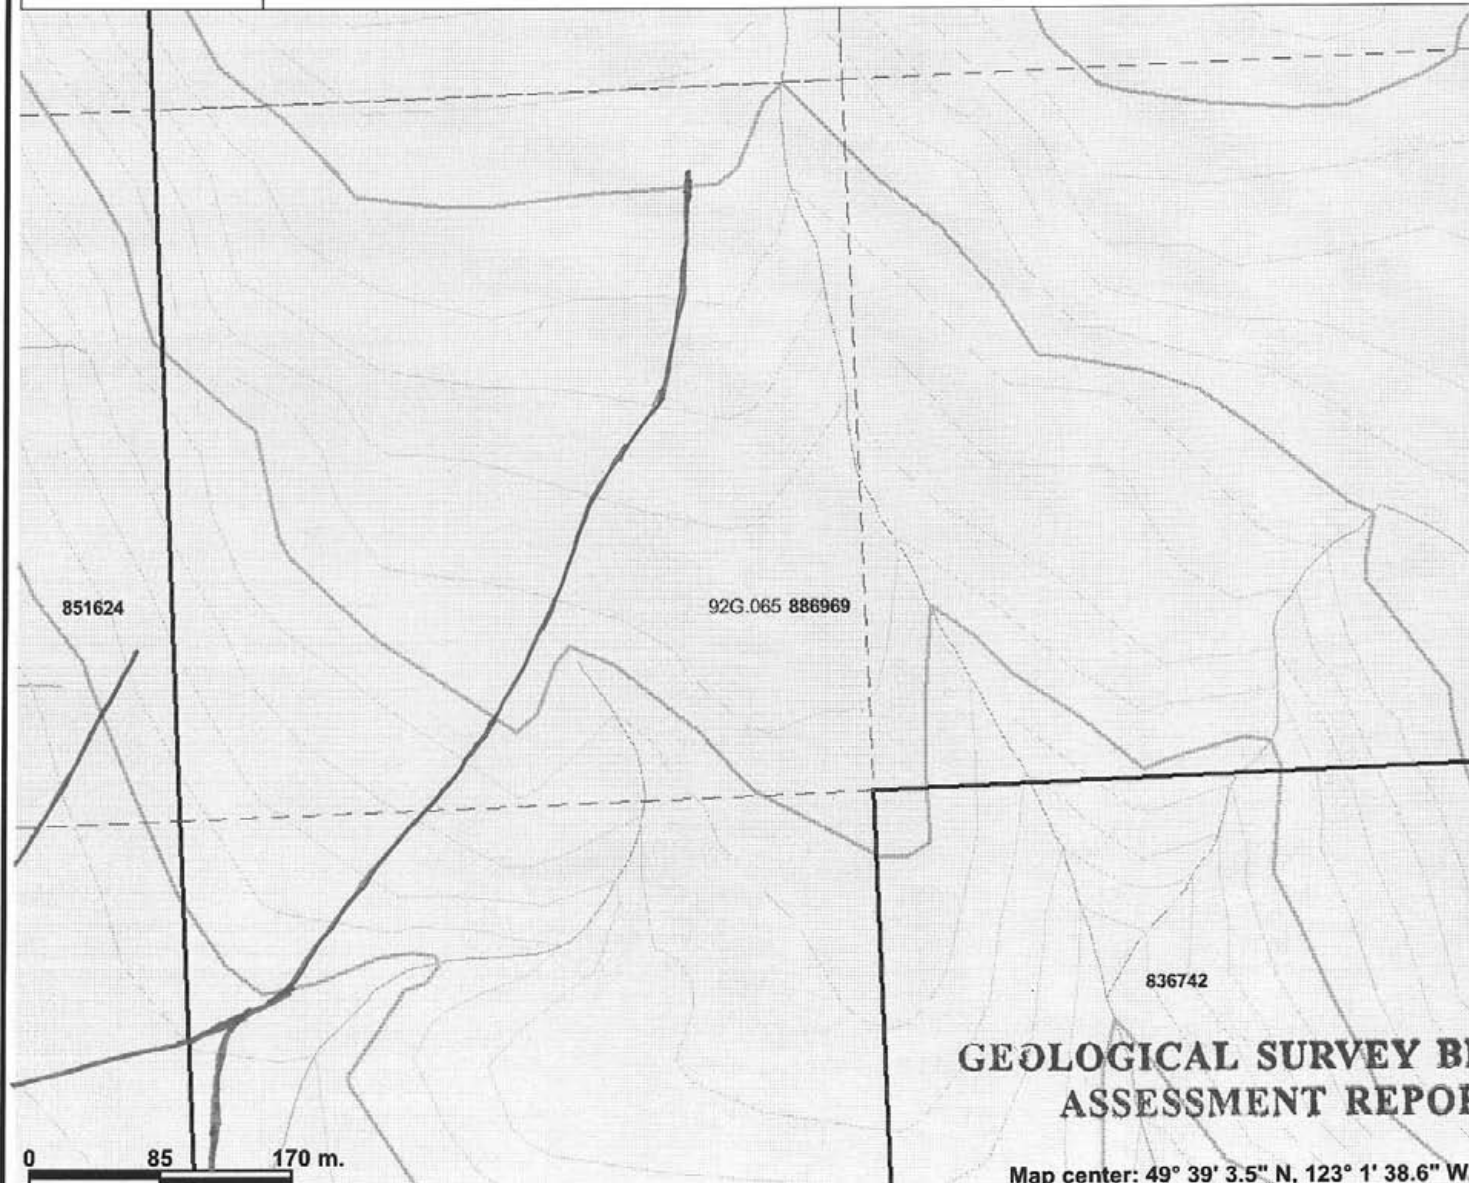 851624
92G.065 886969
836742
GEOLOGICAL SURVEY
ASSESSMENT
0 85 170 m.
Map center: 49° 39' 3.5" N, 123° 1' 38.6" W